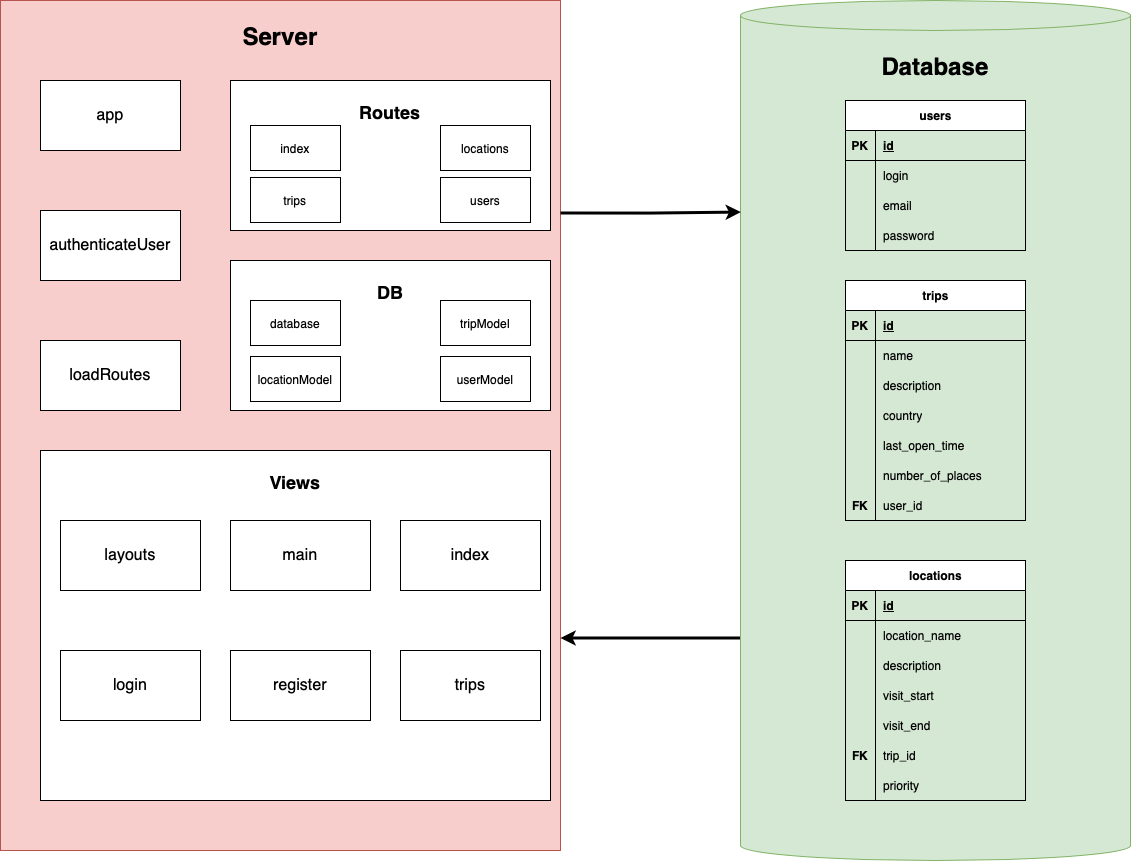 Server
app
authenticateUser
loadRoutes
Routes
index
locations
trips
users
DB
database
tripModel
locationModel
userModel
Views
layouts
main
index
login
register
trips
Database
users
PK id
login
email
password
trips
PK id
name
description
country
last_open_time
number_of_places
FK user_id
locations
PK id
location_name
description
visit_start
visit_end
FK trip_id
priority